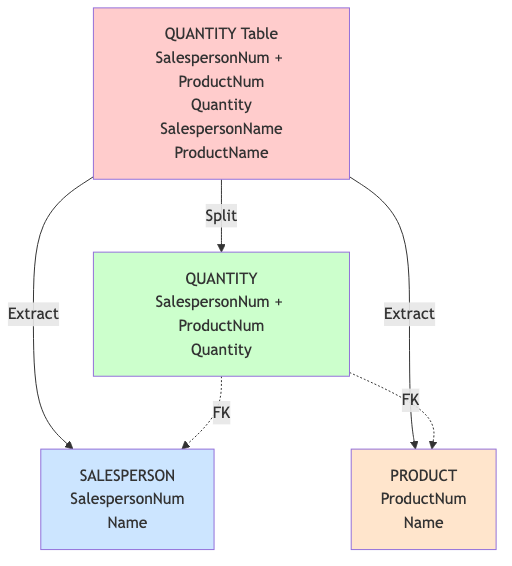 QUANTITY Table
SalespersonNum +
ProductNum
Quantity
SalespersonName
ProductName
Split
QUANTITY
SalespersonNum +
ProductNum
Quantity
Extract
Extract
FK
FK
SALESPERSON
SalespersonNum
Name
PRODUCT
ProductNum
Name